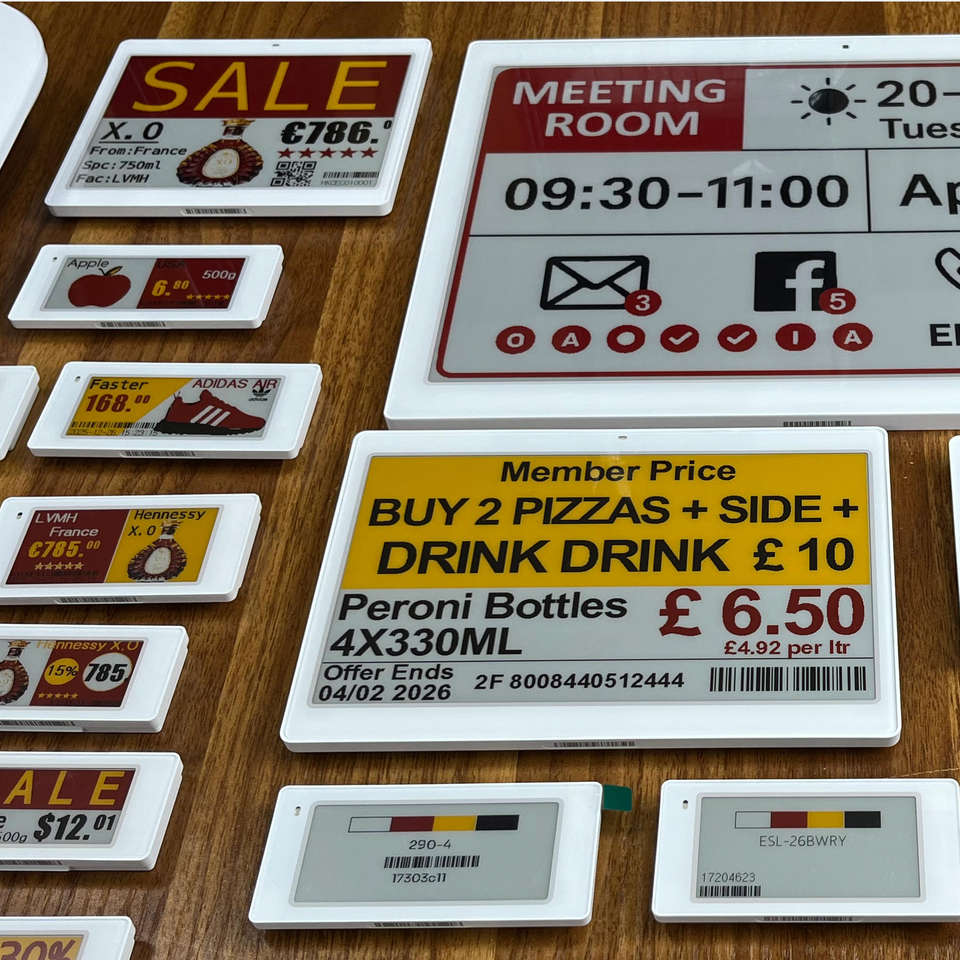 SALE
X.O
From:France
Spc:750ml
Fac:LVMH
€786.
MEETING
ROOM
20-
Tues
09:30-11:00
Ap
3
f
5
O A O I A
Apple
500g
6.80
Faster
168.00
ADIDAS AIR
adidas
LVMH
France
€785.00
Hennessy
X.O
Hennessy X.O
15%
785
ALE
500g
$12.01
30%
Member Price
BUY 2 PIZZAS + SIDE +
DRINK DRINK £ 10
Peroni Bottles
4X330ML
£ 6.50
£4.92 per ltr
Offer Ends
04/02 2026
2F 8008440512444
290-4
17303c11
ESL-26BWRY
17204623